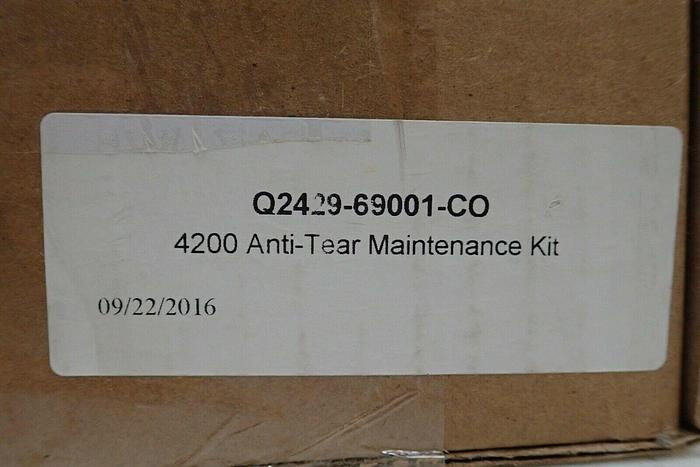 Q2429-69001-CO
4200 Anti-Tear Maintenance Kit
09/22/2016